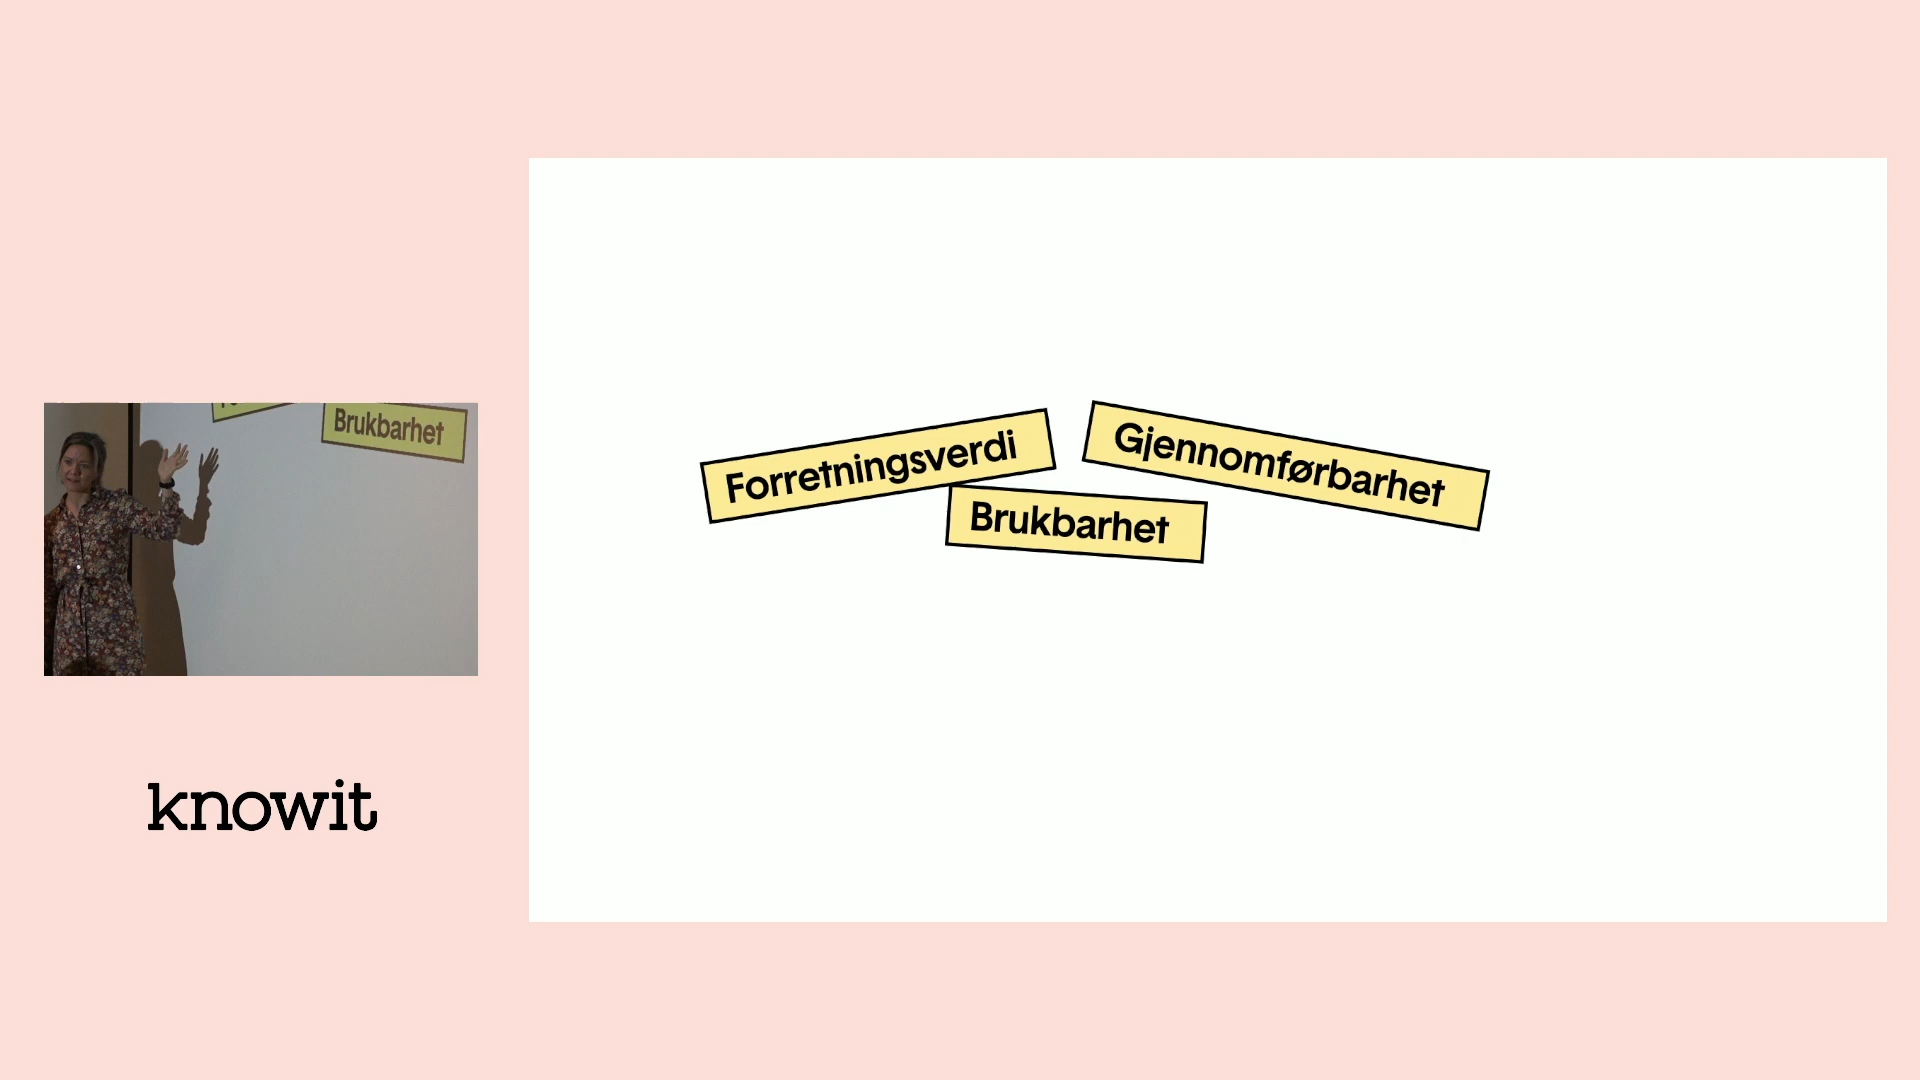 Brukbarhet
knowit
Forretningsverdi
Gjennomførbarhet
Brukbarhet